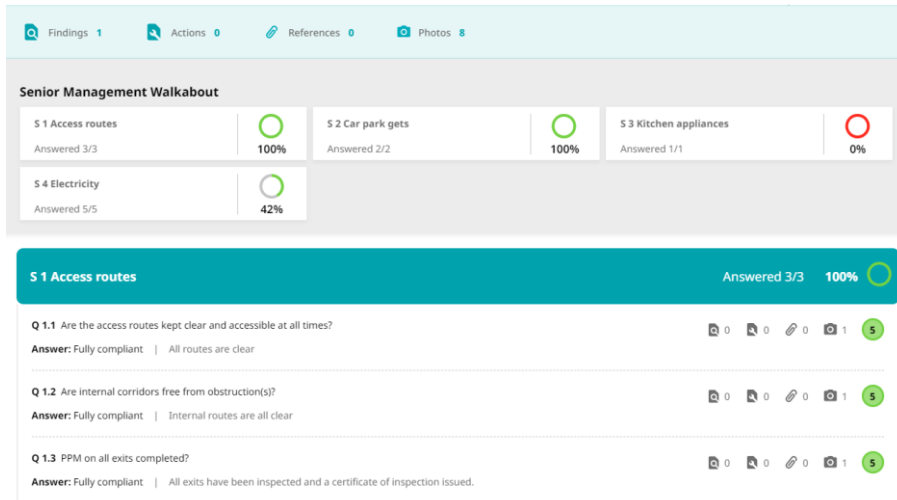 Findings 1 Actions 0 References 0 Photos 8
Senior Management Walkabout
S 1 Access routes
Answered 3/3
100%
S 2 Car park gets
Answered 2/2
100%
S 3 Kitchen appliances
Answered 1/1
0%
S 4 Electricity
Answered 5/5
42%
S 1 Access routes Answered 3/3 100%
Q 1.1 Are the access routes kept clear and accessible at all times? 0 0 0 1 5
Answer: Fully compliant | All routes are clear
Q 1.2 Are internal corridors free from obstruction(s)? 0 0 0 1 5
Answer: Fully compliant | Internal routes are all clear
Q 1.3 PPM on all exits completed? 0 0 0 1 5
Answer: Fully compliant | All exits have been inspected and a certificate of inspection issued.